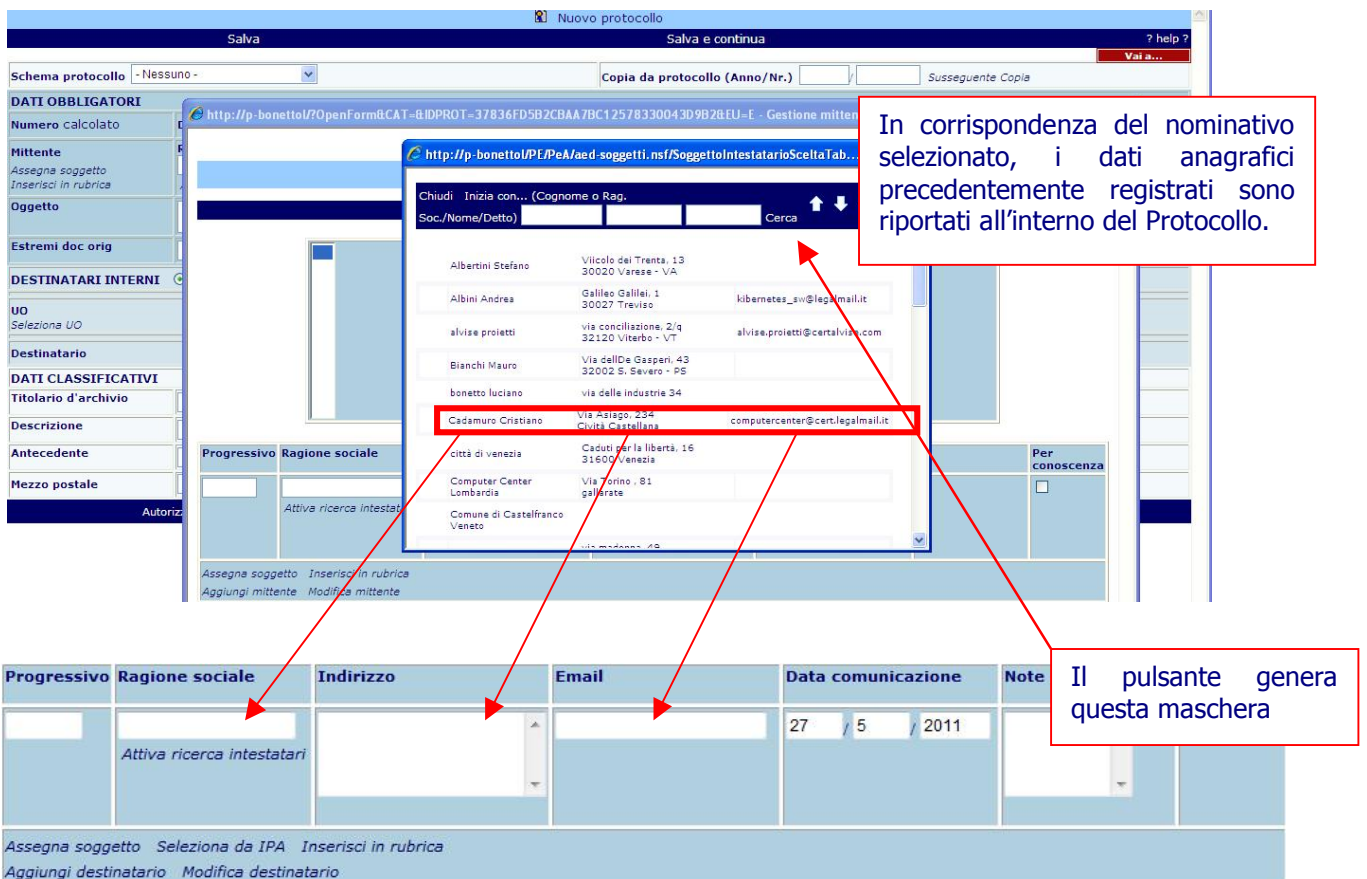 Nuovo protocollo
Salva Salva e continua ? help ?
Vai a...
Schema protocollo - Nessuno - Copia da protocollo (Anno/Nr.) / Susseguente Copia
DATI OBBLIGATORI
Numero calcolato
Mittente
Assegna soggetto
Inserisci in rubrica
Oggetto
Estremi doc orig
DESTINATARI INTERNI
UO
Seleziona UO
Destinatario
DATI CLASSIFICATIVI
Titolario d'archivio
Descrizione
Antecedente
Mezzo postale
http://p-bonettol/?OpenForm&CAT=&IDPROT=37836FD5B2CBAA7BC12578330043D9B2&EU=E - Gestione mitten
http://p-bonettol/PE/PeA/aed-soggetti.nsf/SoggettoIntestatarioSceltaTab...
Chiudi Inizia con... (Cognome o Rag.
Soc./Nome/Detto) Cerca
Albertini Stefano Viicolo dei Trenta, 13
30020 Varese - VA
Albini Andrea Galileo Galilei, 1 kibernetes_sw@legalmail.it
30027 Treviso
alvise proietti via conciliazione, 2/q alvise.proietti@certalvise.com
32120 Viterbo - VT
Bianchi Mauro Via dellDe Gasperi, 43
32002 S. Severo - PS
bonetto luciano via delle industrie 34
Cadamuro Cristiano Via Asiago, 234 computercenter@cert.legalmail.it
Cività Castellana
città di venezia Caduti per la libertà, 16
31600 Venezia
Computer Center Via Torino , 81
Lombardia gallarate
Comune di Castelfranco
Veneto
via madonna, 49
In corrispondenza del nominativo
selezionato, i dati anagrafici
precedentemente registrati sono
riportati all’interno del Protocollo.
Progressivo Ragione sociale Per
conoscenza
Attiva ricerca intestat
Autoriz
Assegna soggetto Inserisci in rubrica
Aggiungi mittente Modifica mittente
Il pulsante genera
questa maschera
Progressivo Ragione sociale Indirizzo Email Data comunicazione Note
27 / 5 / 2011
Attiva ricerca intestatari
Assegna soggetto Seleziona da IPA Inserisci in rubrica
Aggiungi destinatario Modifica destinatario